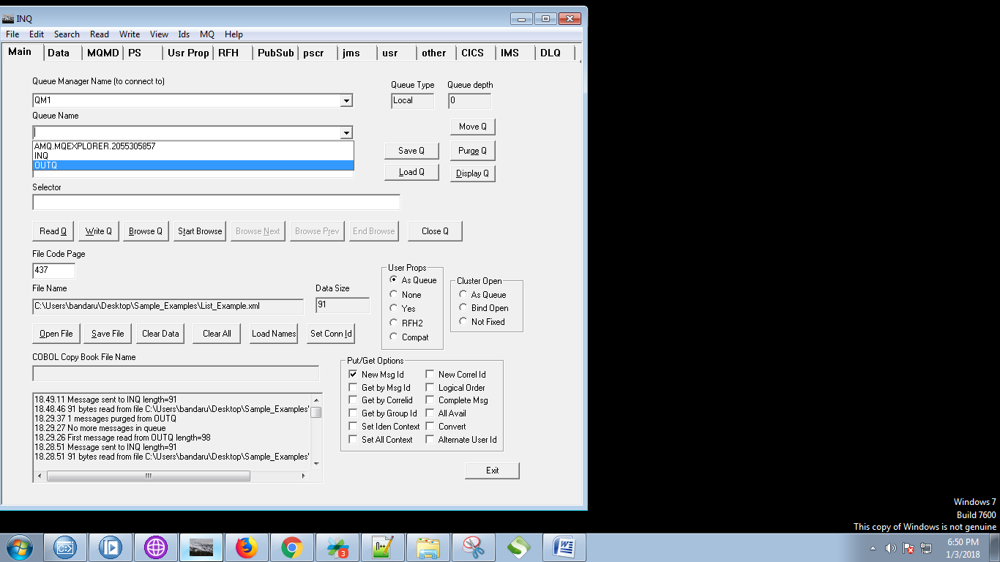 INQ
File Edit Search Read Write View Ids MQ Help
Main Data MQMD PS Usr Prop RFH PubSub pscr jms usr other CICS IMS DLQ
Queue Manager Name (to connect to)
QM1
Queue Type
Local
Queue depth
0
Queue Name
AMQ.MQEXPLORER.2055305857
INQ
OUTQ
Move Q
Save Q Purge Q
Load Q Display Q
Selector
Read Q Write Q Browse Q Start Browse Browse Next Browse Prev End Browse Close Q
File Code Page
437
File Name
C:\Users\bandaru\Desktop\Sample_Examples\List_Example.xml
Data Size
91
User Props
As Queue
None
Yes
RFH2
Compat
Cluster Open
As Queue
Bind Open
Not Fixed
Open File Save File Clear Data Clear All Load Names Set Conn Id
COBOL Copy Book File Name
18.49.11 Message sent to INQ length=91
18.48.46 91 bytes read from file C:\Users\bandaru\Desktop\Sample_Examples'
18.29.37 1 messages purged from OUTQ
18.29.27 No more messages in queue
18.29.26 First message read from OUTQ length=98
18.28.51 Message sent to INQ length=91
18.28.51 91 bytes read from file C:\Users\bandaru\Desktop\Sample_Examples'
Put/Get Options
New Msg Id New Correl Id
Get by Msg Id Logical Order
Get by Correlid Complete Msg
Get by Group Id All Avail
Set Iden Context Convert
Set All Context Alternate User Id
Exit
Windows 7
Build 7600
This copy of Windows is not genuine
3
6:50 PM
1/3/2018